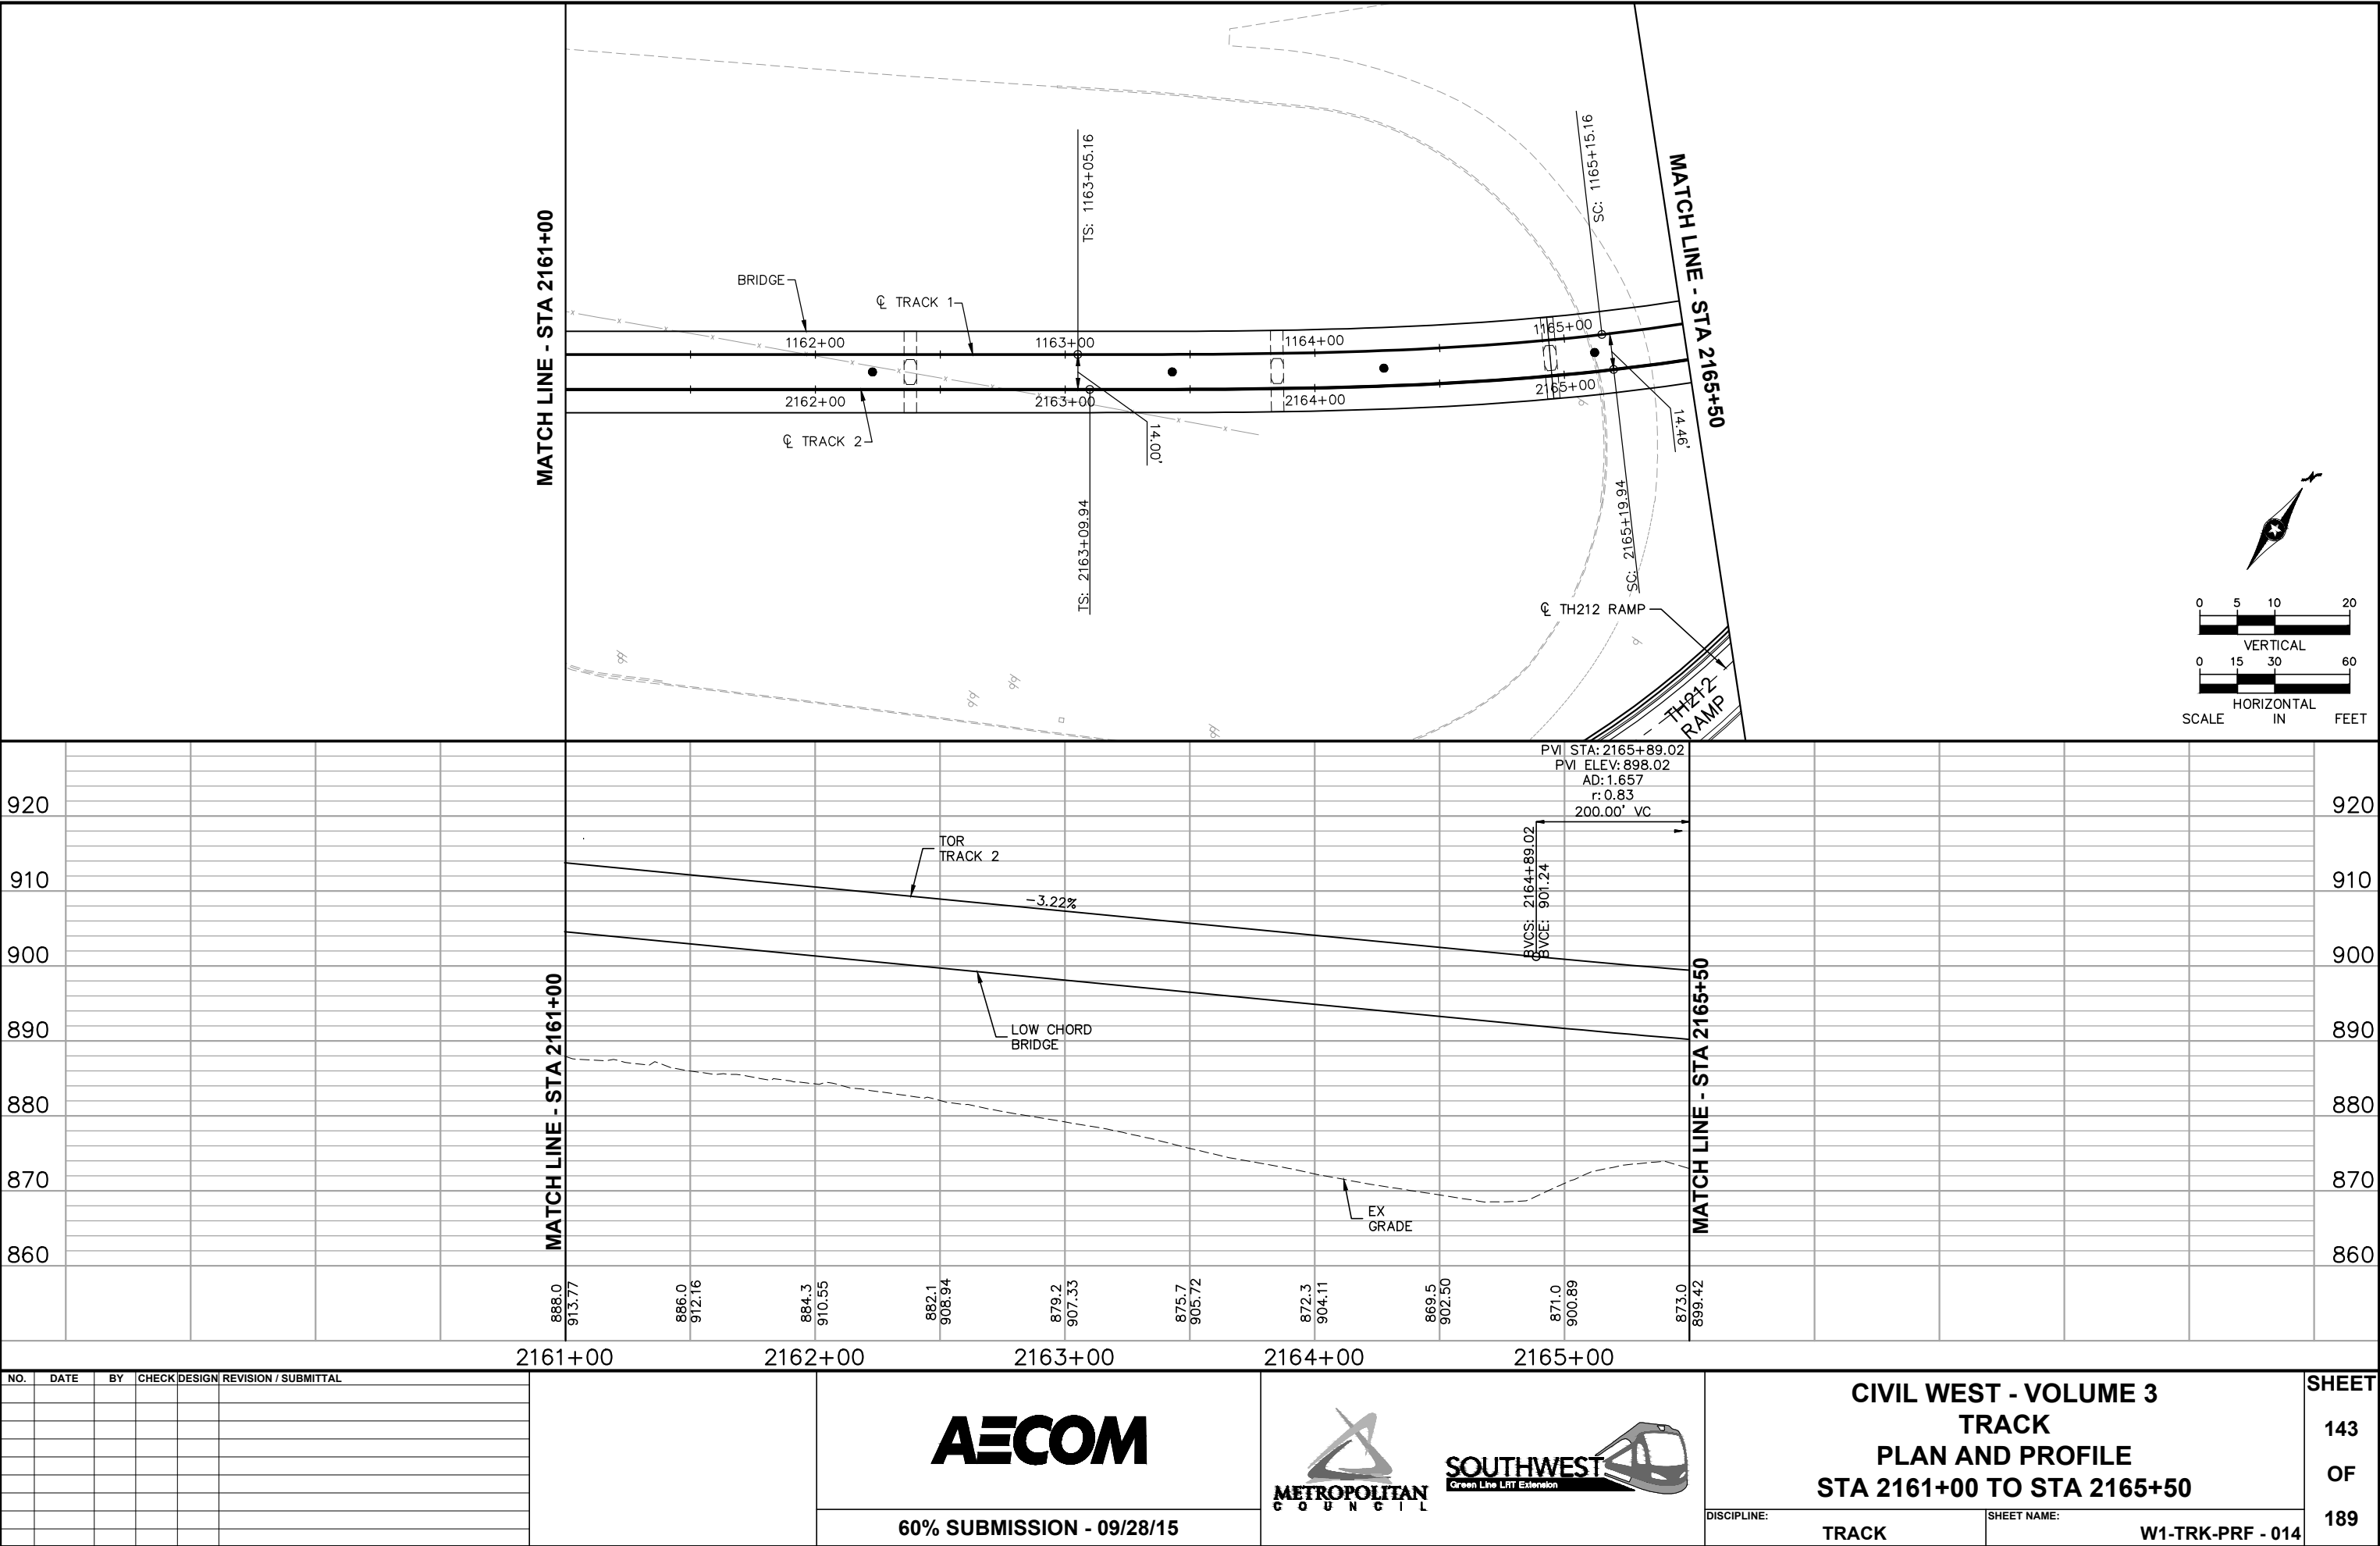 MATCH LINE - STA 2161+00
BRIDGE
℄ TRACK 1
℄ TRACK 2
1162+00
1163+00
1164+00
1165+00
2162+00
2163+00
2164+00
2165+00
TS: 1163+05.16
TS: 2163+09.94
14.00'
SC: 1165+15.16
SC: 2165+19.94
14.46'
MATCH LINE - STA 2165+50
℄ TH212 RAMP
TH212
RAMP
N
0 5 10 20
VERTICAL
0 15 30 60
HORIZONTAL
SCALE IN FEET
PVI STA: 2165+89.02
PVI ELEV: 898.02
AD: 1.657
r: 0.83
200.00' VC
BVCS: 2164+89.02
BVCE: 901.24
920 920
910 910
900 900
890 890
880 880
870 870
860 860
TOR
TRACK 2
-3.22%
LOW CHORD
BRIDGE
EX
GRADE
MATCH LINE - STA 2161+00
MATCH LINE - STA 2165+50
888.0
913.77
886.0
912.16
884.3
910.55
882.1
908.94
879.2
907.33
875.7
905.72
872.3
904.11
869.5
902.50
871.0
900.89
873.0
899.42
2161+00 2162+00 2163+00 2164+00 2165+00
NO. DATE BY CHECK DESIGN REVISION / SUBMITTAL
AECOM
60% SUBMISSION - 09/28/15
METROPOLITAN
COUNCIL
SOUTHWEST
Green Line LRT Extension
CIVIL WEST - VOLUME 3
TRACK
PLAN AND PROFILE
STA 2161+00 TO STA 2165+50
DISCIPLINE:
TRACK
SHEET NAME:
W1-TRK-PRF - 014
SHEET
143
OF
189